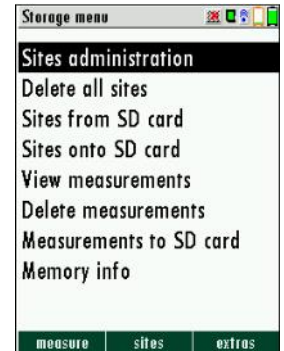 Storage menu
Sites administration
Delete all sites
Sites from SD card
Sites onto SD card
View measurements
Delete measurements
Measurements to SD card
Memory info
measure sites extras